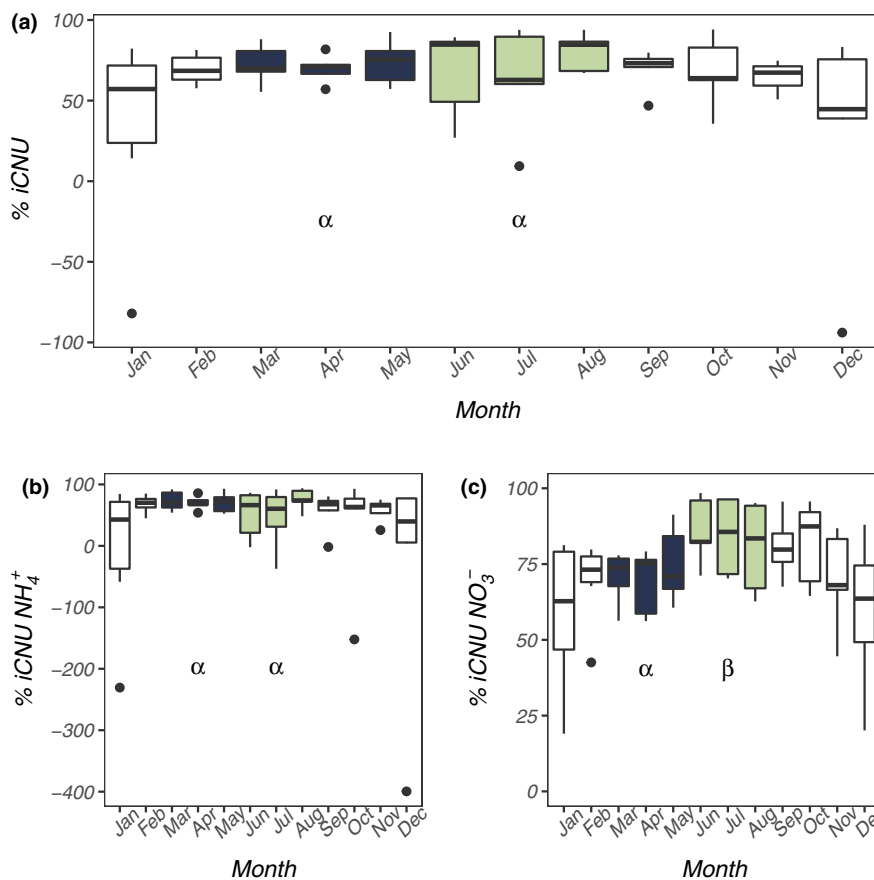 (a)
% iCNU
100
50
0
−50
−100
α α
Jan Feb Mar Apr May Jun Jul Aug Sep Oct Nov Dec
Month
(b)
% iCNU NH₄⁺
100
0
−100
−200
−300
−400
α α
Jan Feb Mar Apr May Jun Jul Aug Sep Oct Nov Dec
Month
(c)
% iCNU NO₃⁻
100
75
50
25
0
α β
Jan Feb Mar Apr May Jun Jul Aug Sep Oct Nov De
Month